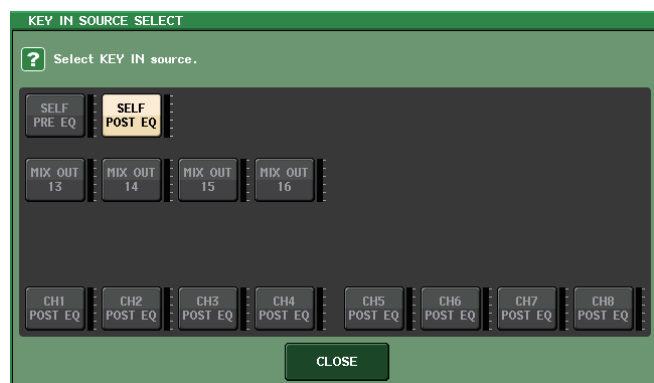 KEY IN SOURCE SELECT
? Select KEY IN source.
SELF
PRE EQ
SELF
POST EQ
MIX OUT
13
MIX OUT
14
MIX OUT
15
MIX OUT
16
CH1
POST EQ
CH2
POST EQ
CH3
POST EQ
CH4
POST EQ
CH5
POST EQ
CH6
POST EQ
CH7
POST EQ
CH8
POST EQ
CLOSE